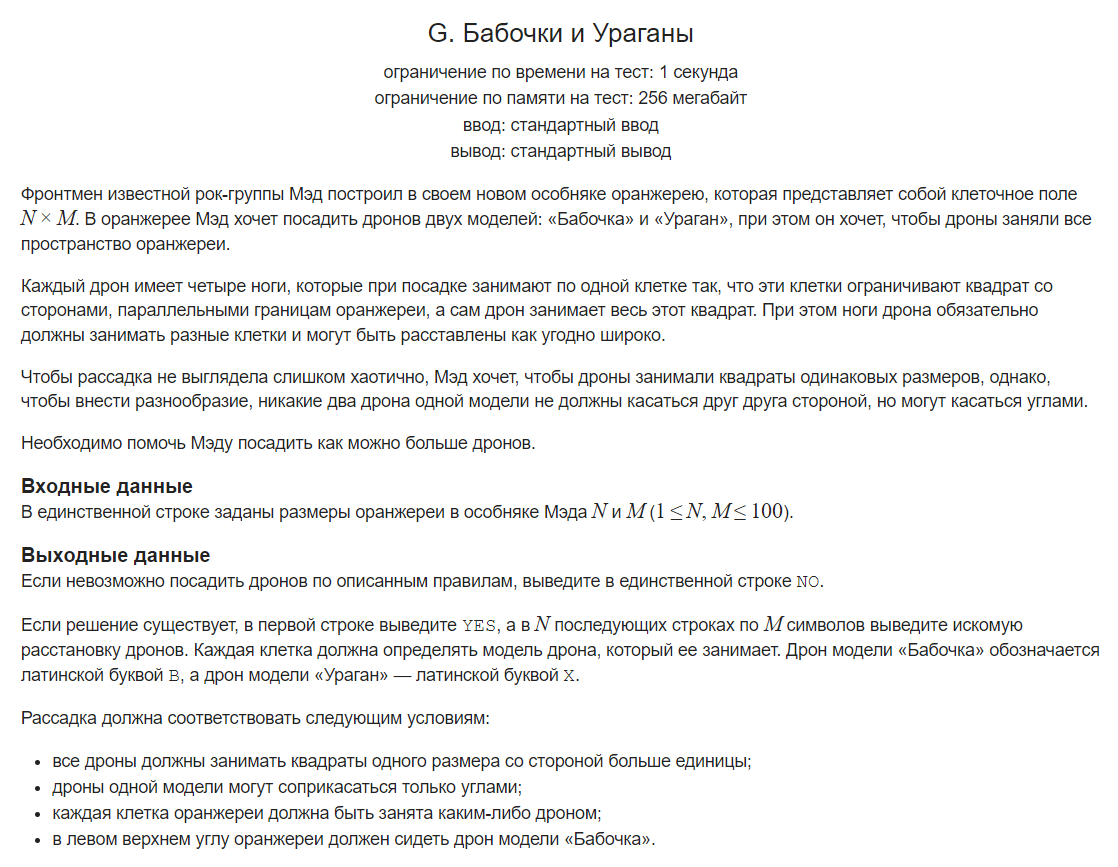 G. Бабочки и Ураганы
ограничение по времени на тест: 1 секунда
ограничение по памяти на тест: 256 мегабайт
ввод: стандартный ввод
вывод: стандартный вывод
Фронтмен известной рок-группы Мэд построил в своем новом особняке оранжерею, которая представляет собой клеточное поле
N × M. В оранжерее Мэд хочет посадить дронов двух моделей: «Бабочка» и «Ураган», при этом он хочет, чтобы дроны заняли все
пространство оранжереи.
Каждый дрон имеет четыре ноги, которые при посадке занимают по одной клетке так, что эти клетки ограничивают квадрат со
сторонами, параллельными границам оранжереи, а сам дрон занимает весь этот квадрат. При этом ноги дрона обязательно
должны занимать разные клетки и могут быть расставлены как угодно широко.
Чтобы рассадка не выглядела слишком хаотично, Мэд хочет, чтобы дроны занимали квадраты одинаковых размеров, однако,
чтобы внести разнообразие, никакие два дрона одной модели не должны касаться друг друга стороной, но могут касаться углами.
Необходимо помочь Мэду посадить как можно больше дронов.
Входные данные
В единственной строке заданы размеры оранжереи в особняке Мэда N и M (1 ≤ N, M ≤ 100).
Выходные данные
Если невозможно посадить дронов по описанным правилам, выведите в единственной строке NO.
Если решение существует, в первой строке выведите YES, а в N последующих строках по M символов выведите искомую
расстановку дронов. Каждая клетка должна определять модель дрона, который ее занимает. Дрон модели «Бабочка» обозначается
латинской буквой B, а дрон модели «Ураган» — латинской буквой X.
Рассадка должна соответствовать следующим условиям:
• все дроны должны занимать квадраты одного размера со стороной больше единицы;
• дроны одной модели могут соприкасаться только углами;
• каждая клетка оранжереи должна быть занята каким-либо дроном;
• в левом верхнем углу оранжереи должен сидеть дрон модели «Бабочка».